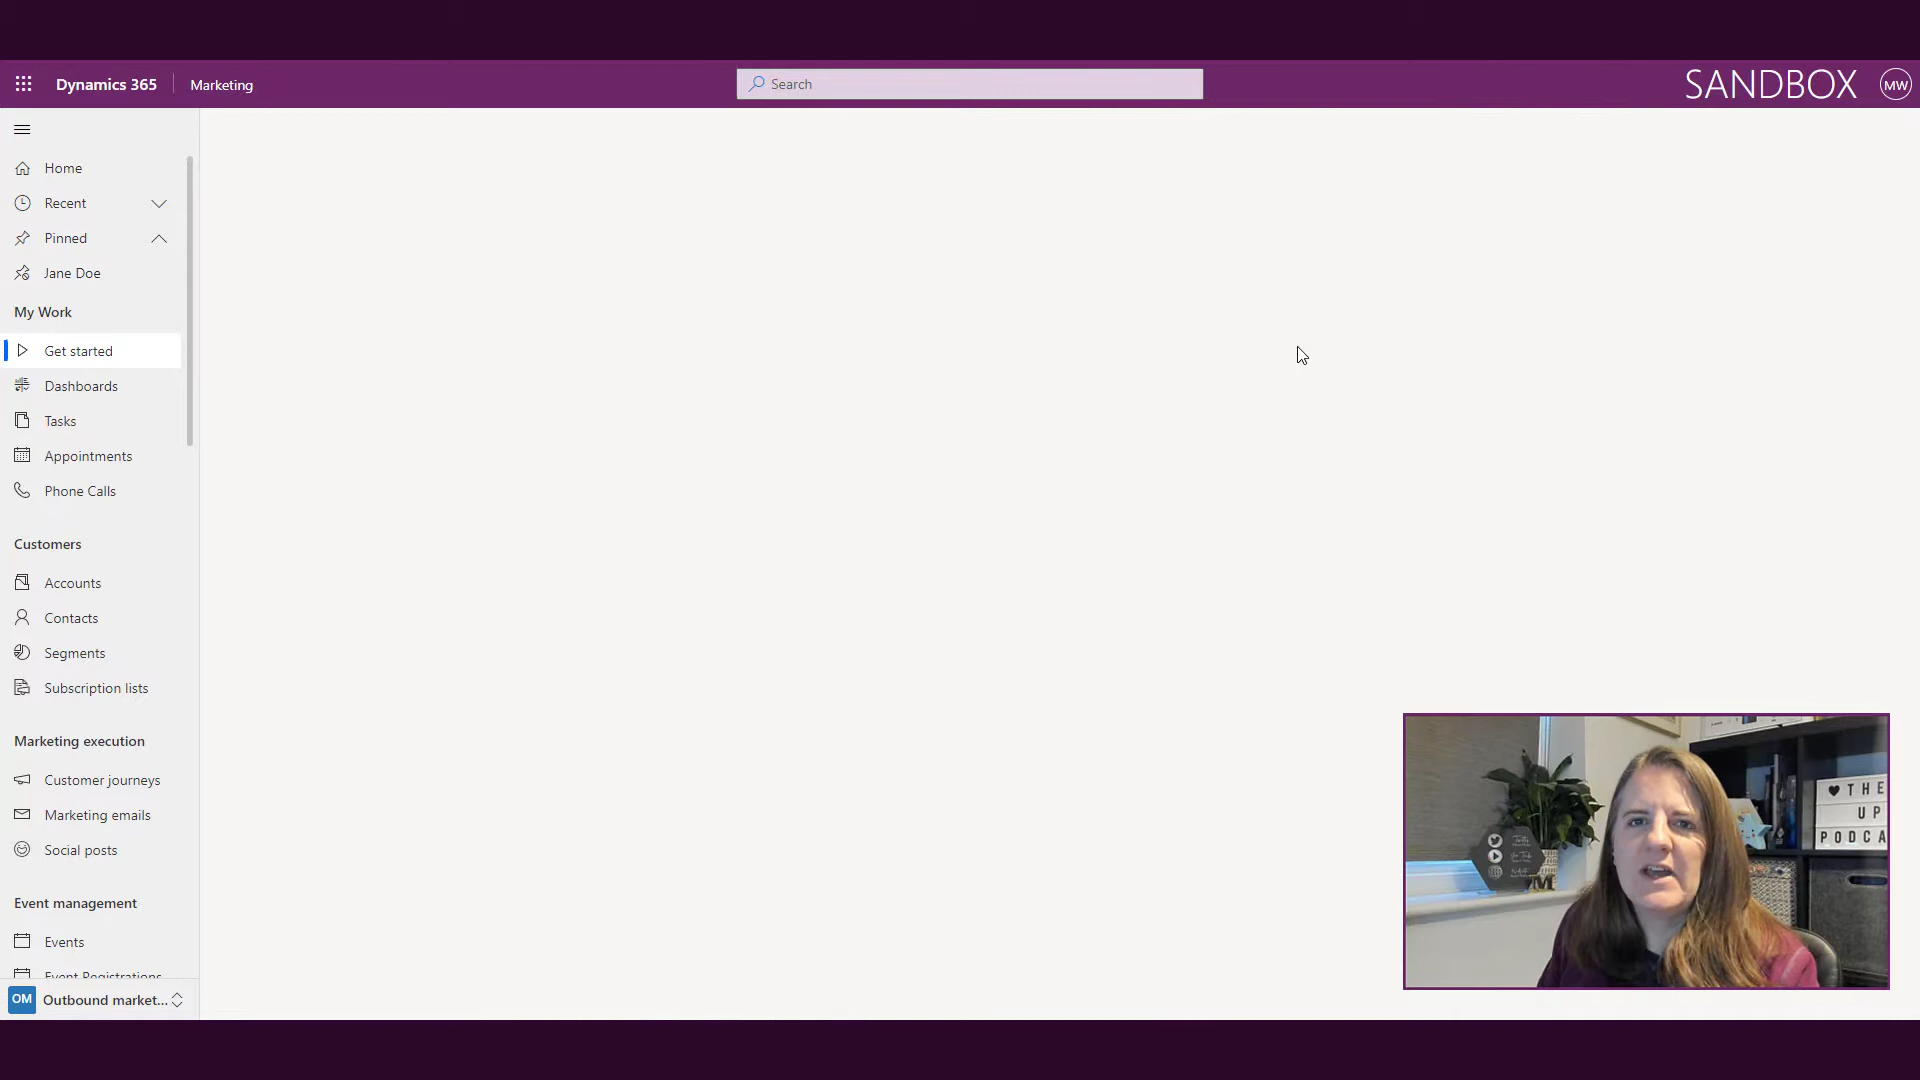 Dynamics 365
Marketing
Search
SANDBOX
MW
Home
Recent
Pinned
Jane Doe
My Work
Get started
Dashboards
Tasks
Appointments
Phone Calls
Customers
Accounts
Contacts
Segments
Subscription lists
Marketing execution
Customer journeys
Marketing emails
Social posts
Event management
Events
Event Registrations
OM
Outbound market...
THE
UP
PODCA